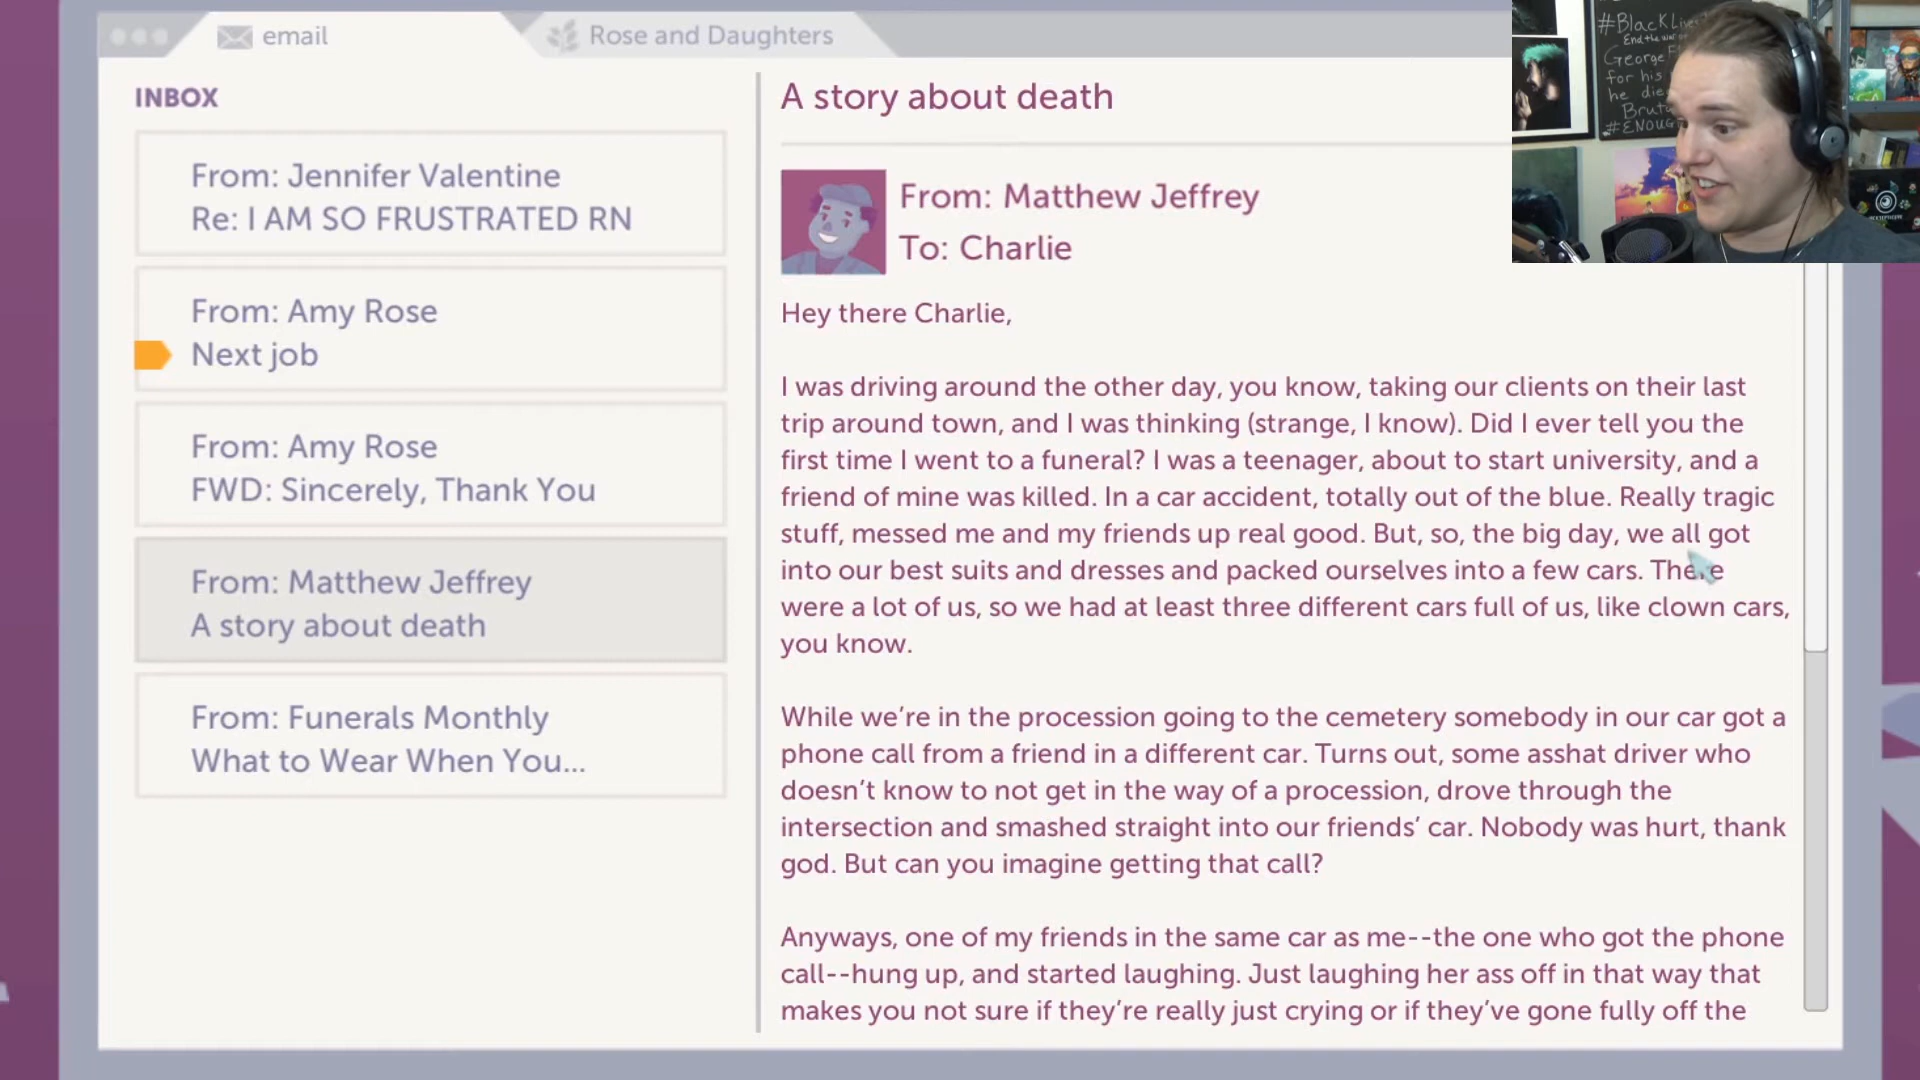 email
Rose and Daughters
INBOX
From: Jennifer Valentine
Re: I AM SO FRUSTRATED RN
From: Amy Rose
Next job
From: Amy Rose
FWD: Sincerely, Thank You
From: Matthew Jeffrey
A story about death
From: Funerals Monthly
What to Wear When You...
A story about death
From: Matthew Jeffrey
To: Charlie
Hey there Charlie,
I was driving around the other day, you know, taking our clients on their last
trip around town, and I was thinking (strange, I know). Did I ever tell you the
first time I went to a funeral? I was a teenager, about to start university, and a
friend of mine was killed. In a car accident, totally out of the blue. Really tragic
stuff, messed me and my friends up real good. But, so, the big day, we all got
into our best suits and dresses and packed ourselves into a few cars. There
were a lot of us, so we had at least three different cars full of us, like clown cars,
you know.
While we're in the procession going to the cemetery somebody in our car got a
phone call from a friend in a different car. Turns out, some asshat driver who
doesn't know to not get in the way of a procession, drove through the
intersection and smashed straight into our friends' car. Nobody was hurt, thank
god. But can you imagine getting that call?
Anyways, one of my friends in the same car as me--the one who got the phone
call--hung up, and started laughing. Just laughing her ass off in that way that
makes you not sure if they're really just crying or if they've gone fully off the
#BlackLives
End the war on
George
for his
he died
#ENOUG